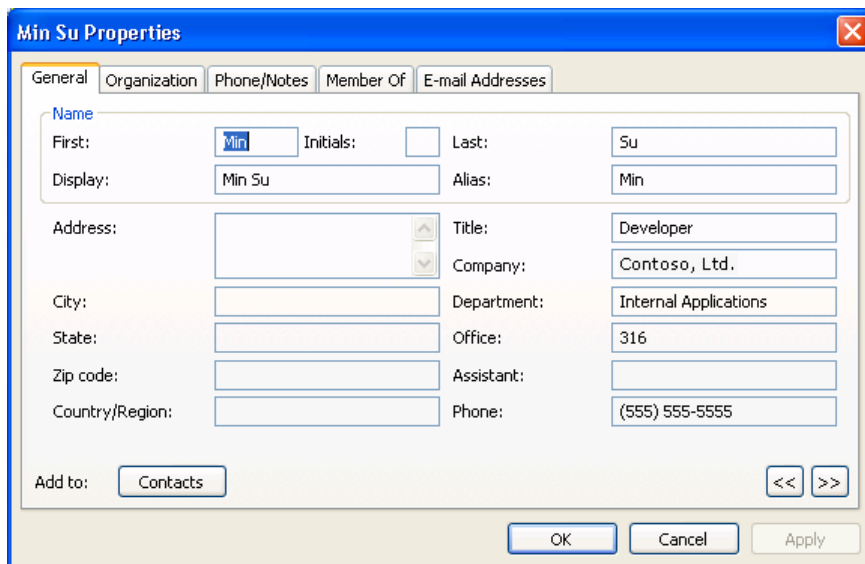 Min Su Properties
General Organization Phone/Notes Member Of E-mail Addresses
Name
First: Min Initials: Last: Su
Display: Min Su Alias: Min
Address: Title: Developer
Company: Contoso, Ltd.
City: Department: Internal Applications
State: Office: 316
Zip code: Assistant:
Country/Region: Phone: (555) 555-5555
Add to: Contacts << >>
OK Cancel Apply